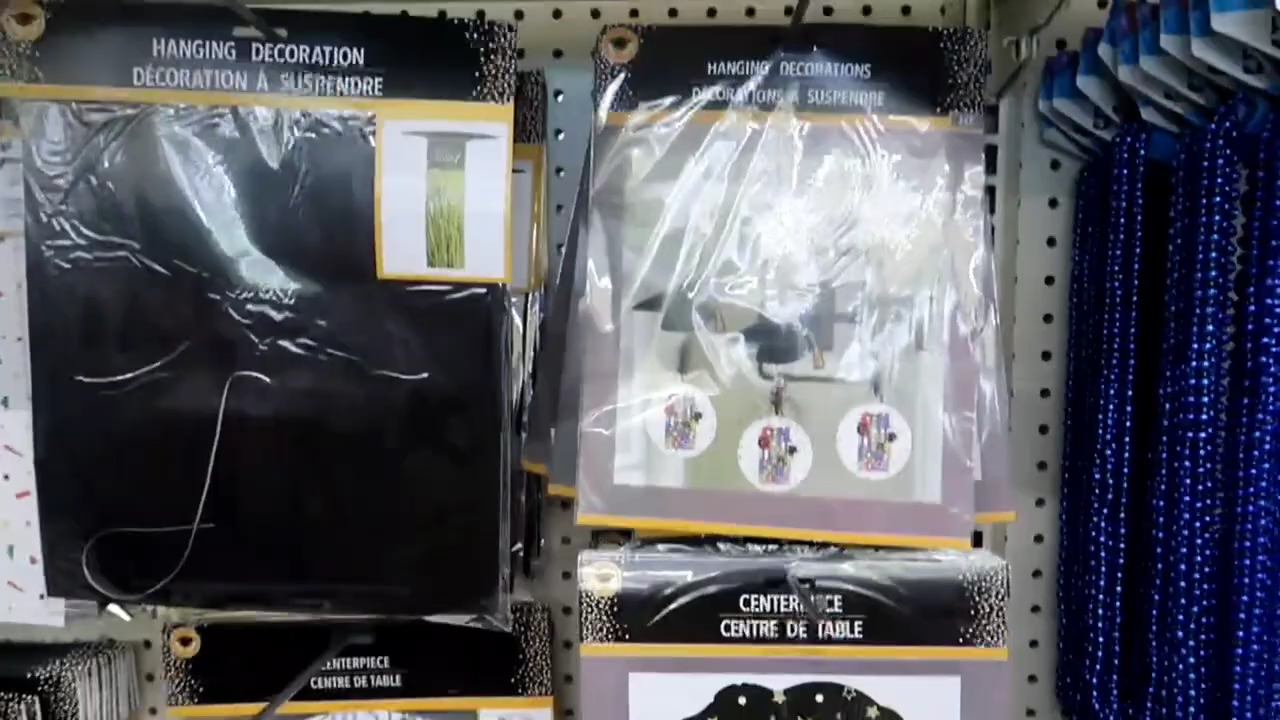 HANGING DECORATION
DÉCORATION À SUSPENDRE
HANGING DECORATIONS
DÉCORATIONS À SUSPENDRE
CENTERPIECE
CENTRE DE TABLE
CENTERPIECE
CENTRE DE TABLE